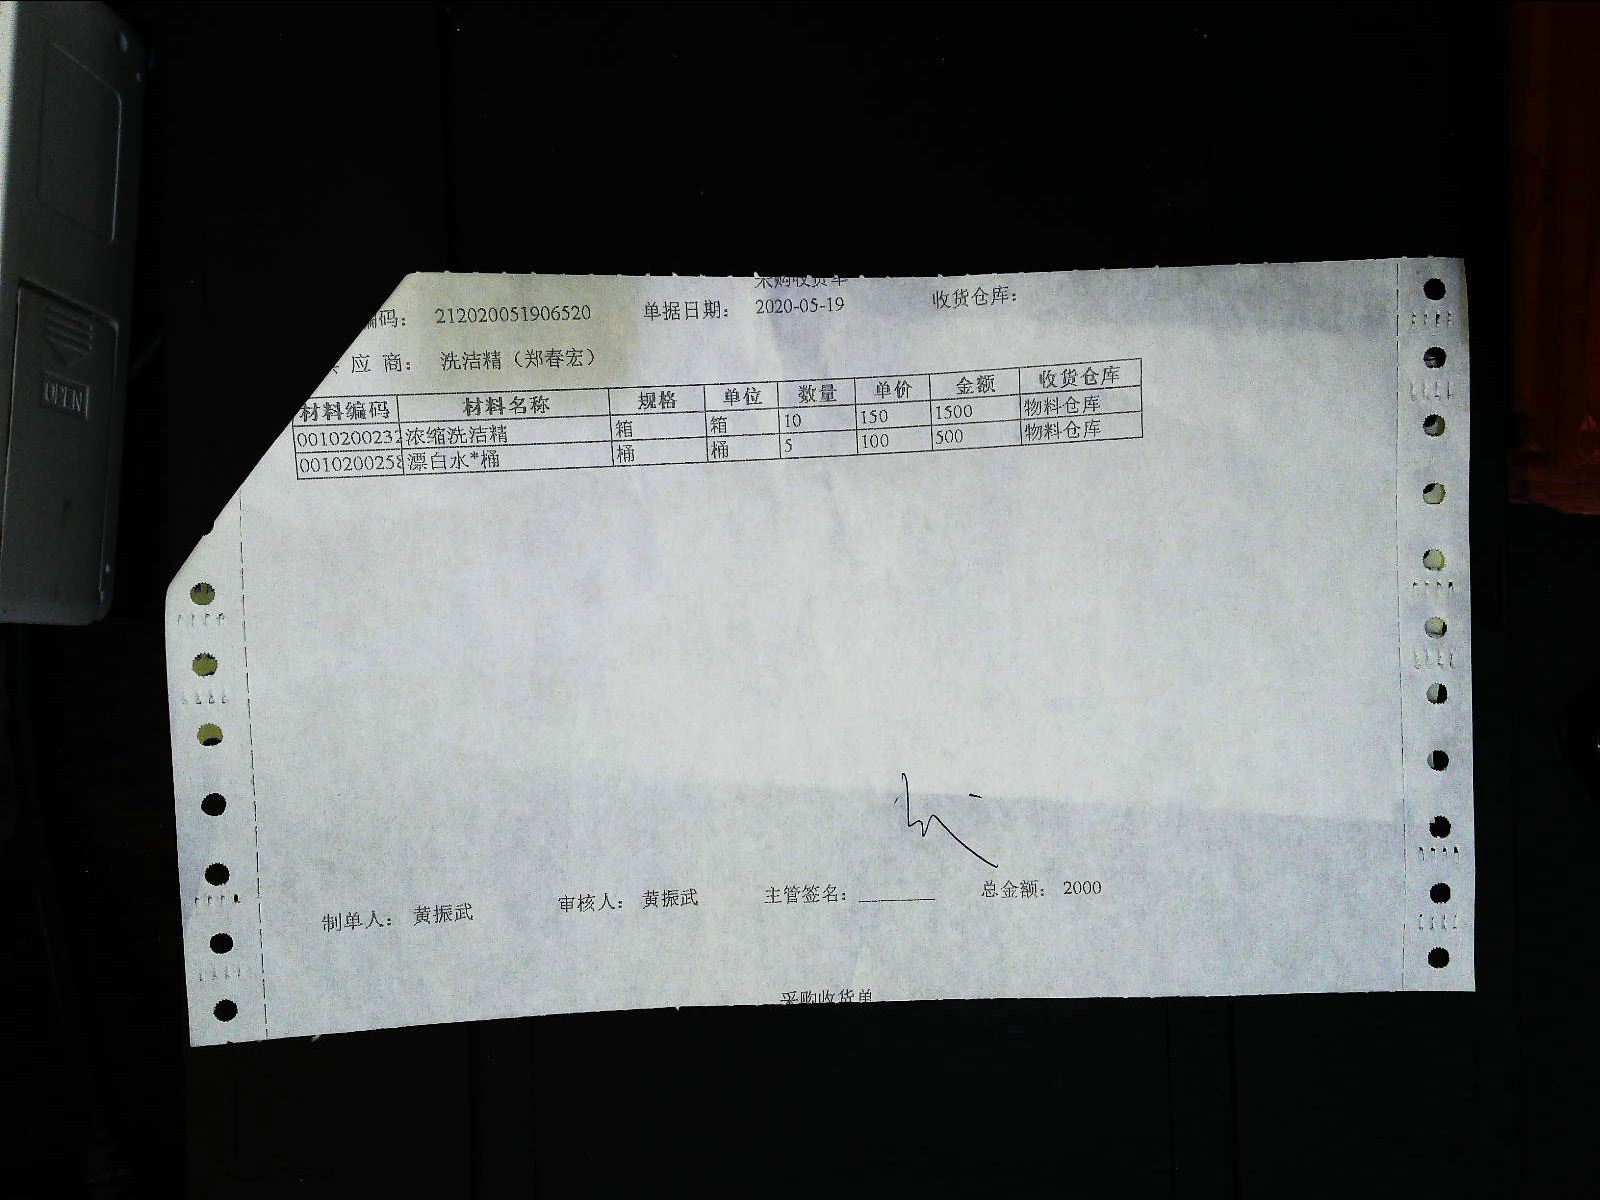 采购收货单
编码： 212020051906520 单据日期： 2020-05-19 收货仓库：
应 商： 洗洁精（郑春宏）
材料编码 材料名称 规格 单位 数量 单价 金额 收货仓库
0010200232 浓缩洗洁精 箱 箱 10 150 1500 物料仓库
0010200258 漂白水*桶 桶 桶 5 100 500 物料仓库
制单人： 黄振武 审核人： 黄振武 主管签名： 总金额： 2000
采购收货单